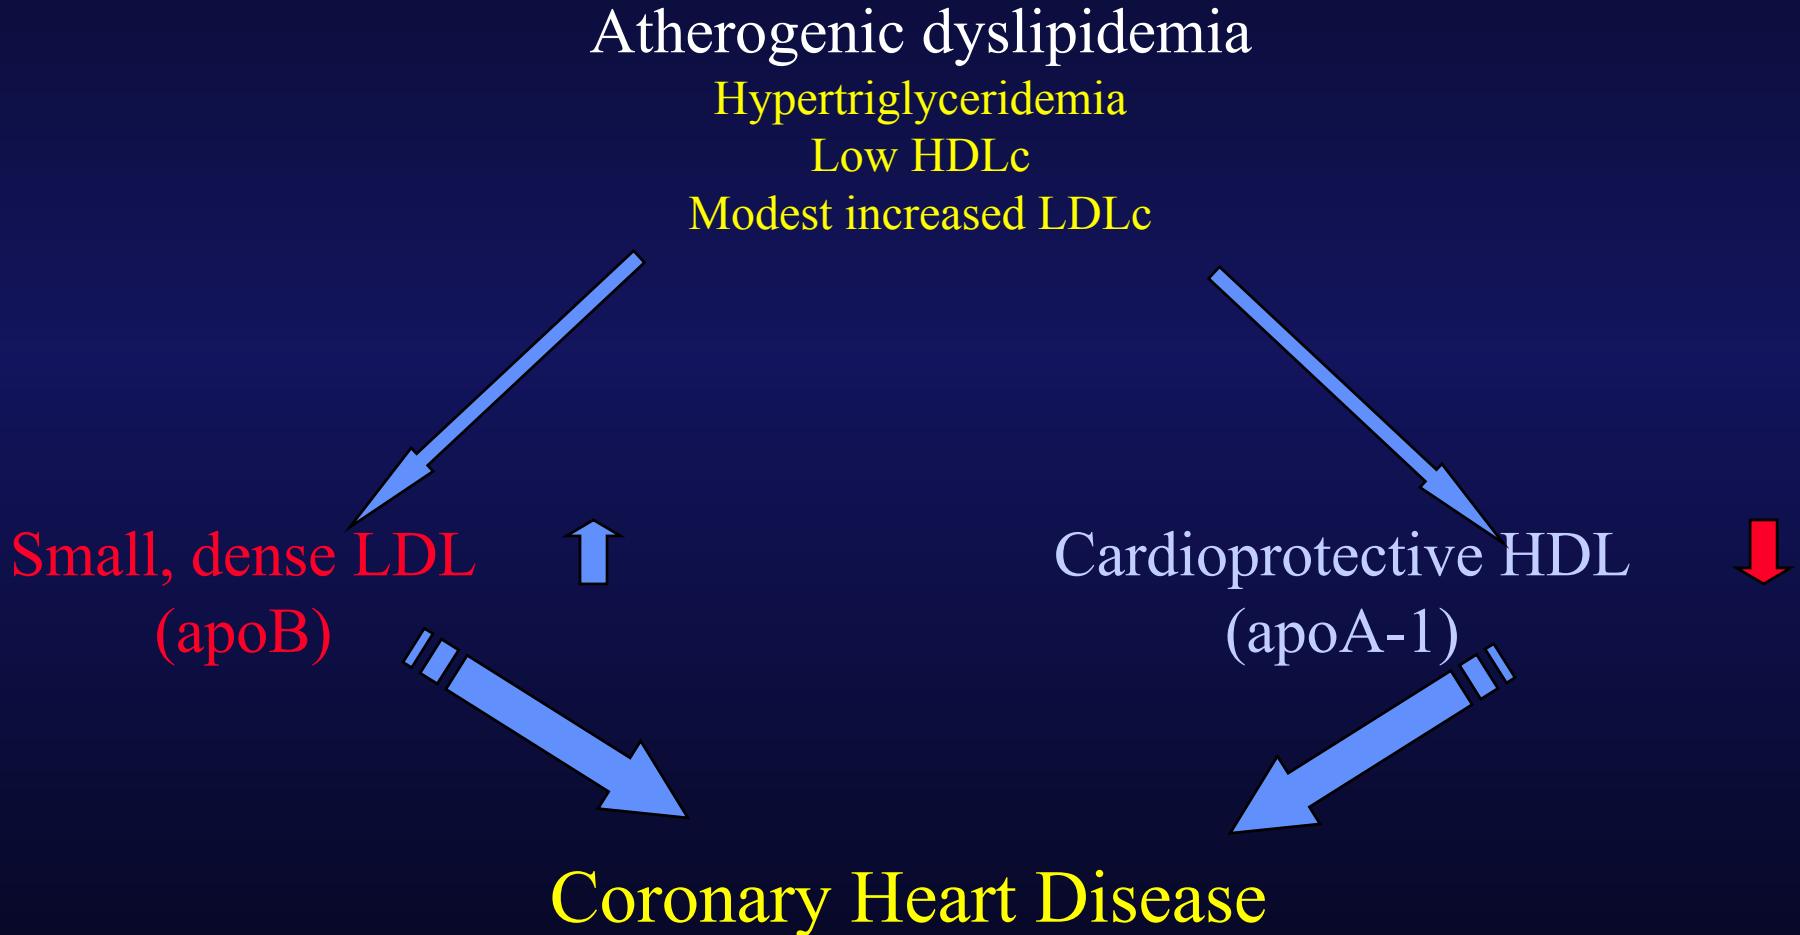 Atherogenic dyslipidemia
Hypertriglyceridemia
Low HDLc
Modest increased LDLc
Small, dense LDL
(apoB)
Cardioprotective HDL
(apoA-1)
Coronary Heart Disease